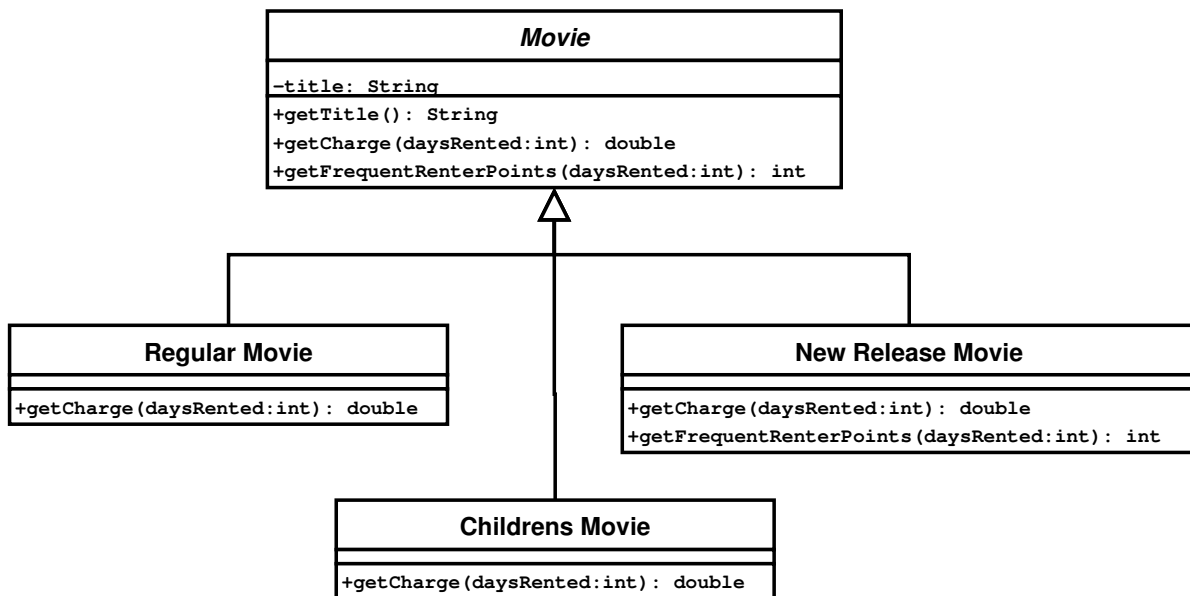 Movie
-title: String
+getTitle(): String
+getCharge(daysRented:int): double
+getFrequentRenterPoints(daysRented:int): int
Regular Movie
+getCharge(daysRented:int): double
New Release Movie
+getCharge(daysRented:int): double
+getFrequentRenterPoints(daysRented:int): int
Childrens Movie
+getCharge(daysRented:int): double